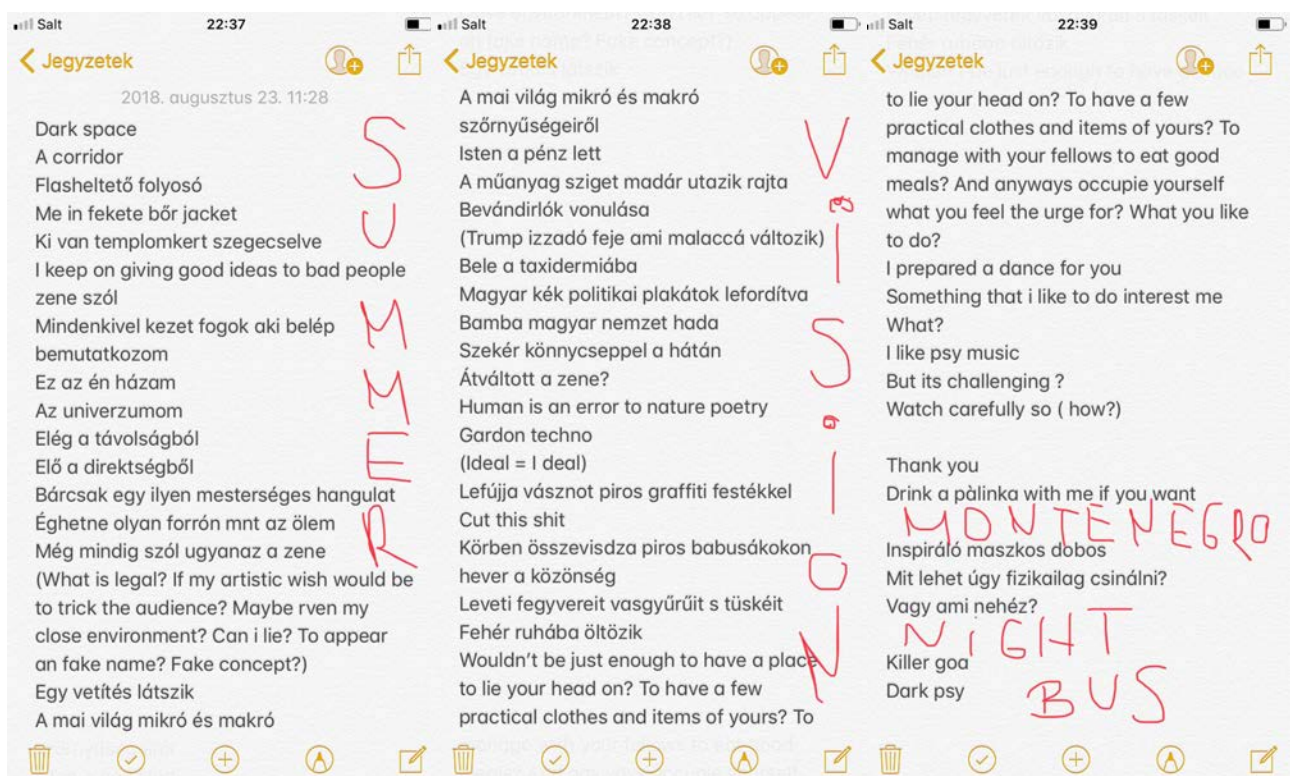 Salt 22:37
Jegyzetek
2018. augusztus 23. 11:28
Dark space
A corridor
Flasheltető folyosó
Me in fekete bőr jacket
Ki van templomkert szegecselve
I keep on giving good ideas to bad people
zene szól
Mindenkivel kezet fogok aki belép
bemutatkozom
Ez az én házam
Az univerzumom
Elég a távolságból
Elő a direktségből
Bárcsak egy ilyen mesterséges hangulat
Éghetne olyan forrón mnt az ölem
Még mindig szól ugyanaz a zene
(What is legal? If my artistic wish would be
to trick the audience? Maybe rven my
close environment? Can i lie? To appear
an fake name? Fake concept?)
Egy vetítés látszik
A mai világ mikró és makró
SUMMER
Salt 22:38
Jegyzetek
A mai világ mikró és makró
szőrnyűségeiről
Isten a pénz lett
A műanyag sziget madár utazik rajta
Bevándirlók vonulása
(Trump izzadó feje ami malaccá változik)
Bele a taxidermiába
Magyar kék politikai plakátok lefordítva
Bamba magyar nemzet hada
Szekér könnycseppel a hátán
Átváltott a zene?
Human is an error to nature poetry
Gardon techno
(Ideal = I deal)
Lefújja vásznot piros graffiti festékkel
Cut this shit
Körben összevisdza piros babusákokon
hever a közönség
Leveti fegyvereit vasgyűrűit s tüskéit
Fehér ruhába öltözik
Wouldn't be just enough to have a place
to lie your head on? To have a few
practical clothes and items of yours? To
VISION
Salt 22:39
Jegyzetek
to lie your head on? To have a few
practical clothes and items of yours? To
manage with your fellows to eat good
meals? And anyways occupie yourself
what you feel the urge for? What you like
to do?
I prepared a dance for you
Something that i like to do interest me
What?
I like psy music
But its challenging ?
Watch carefully so ( how?)
Thank you
Drink a pàlinka with me if you want
MONTENEGRO
Inspiráló maszkos dobos
Mit lehet úgy fizikailag csinálni?
Vagy ami nehéz?
NIGHT
Killer goa
Dark psy
BUS